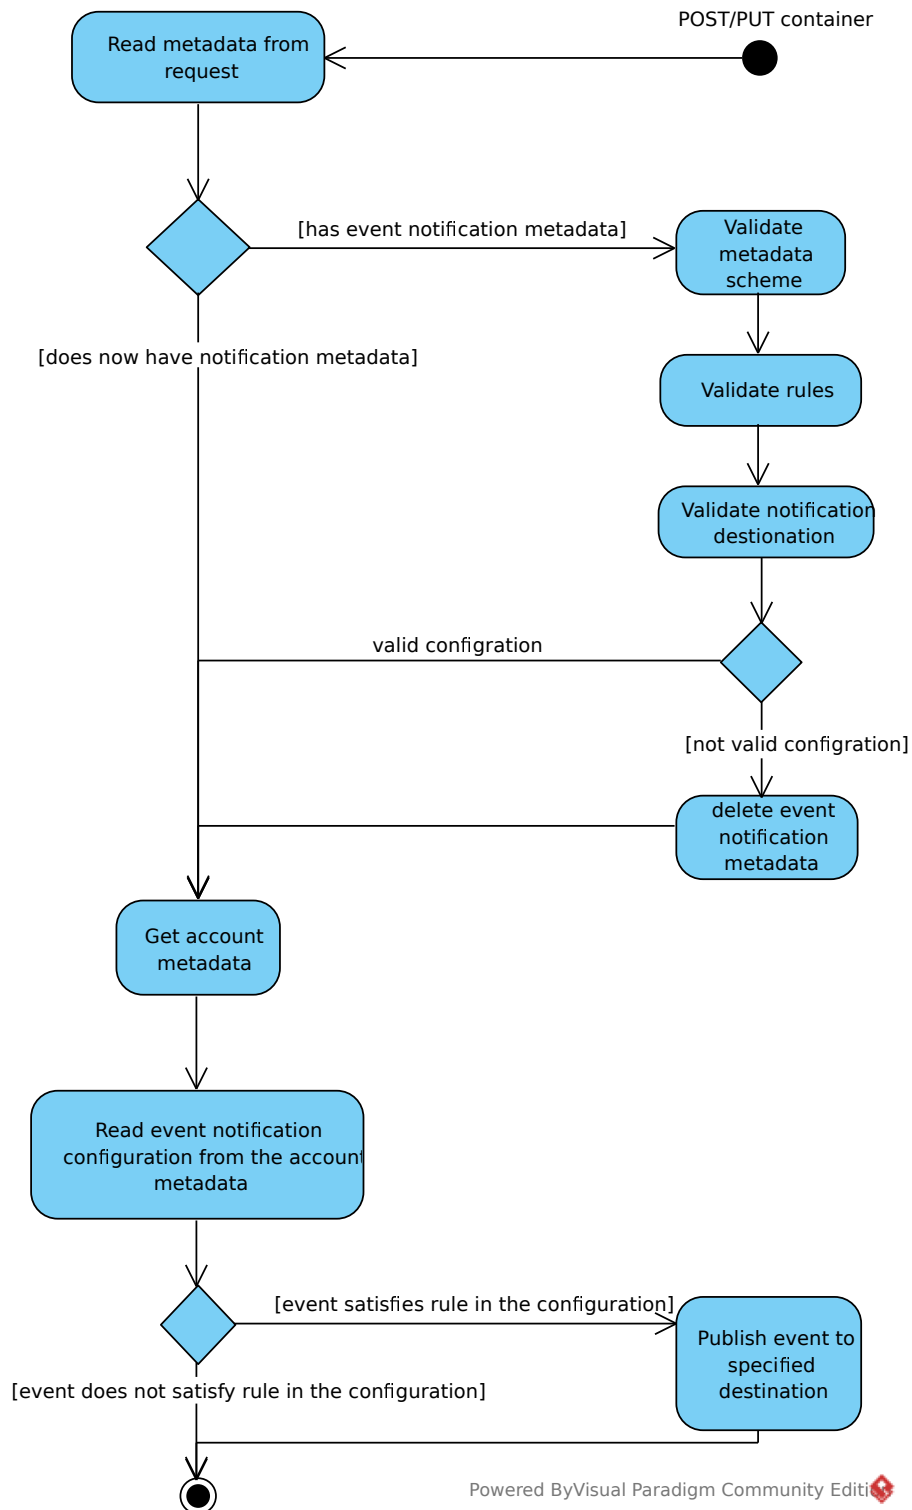 POST/PUT container
Read metadata from
request
[has event notification metadata]
Validate
metadata
scheme
[does now have notification metadata]
Validate rules
Validate notification
destionation
valid configration
[not valid configration]
delete event
notification
metadata
Get account
metadata
Read event notification
configuration from the account
metadata
[event satisfies rule in the configuration]
Publish event to
specified
destination
[event does not satisfy rule in the configuration]
Powered ByVisual Paradigm Community Edition